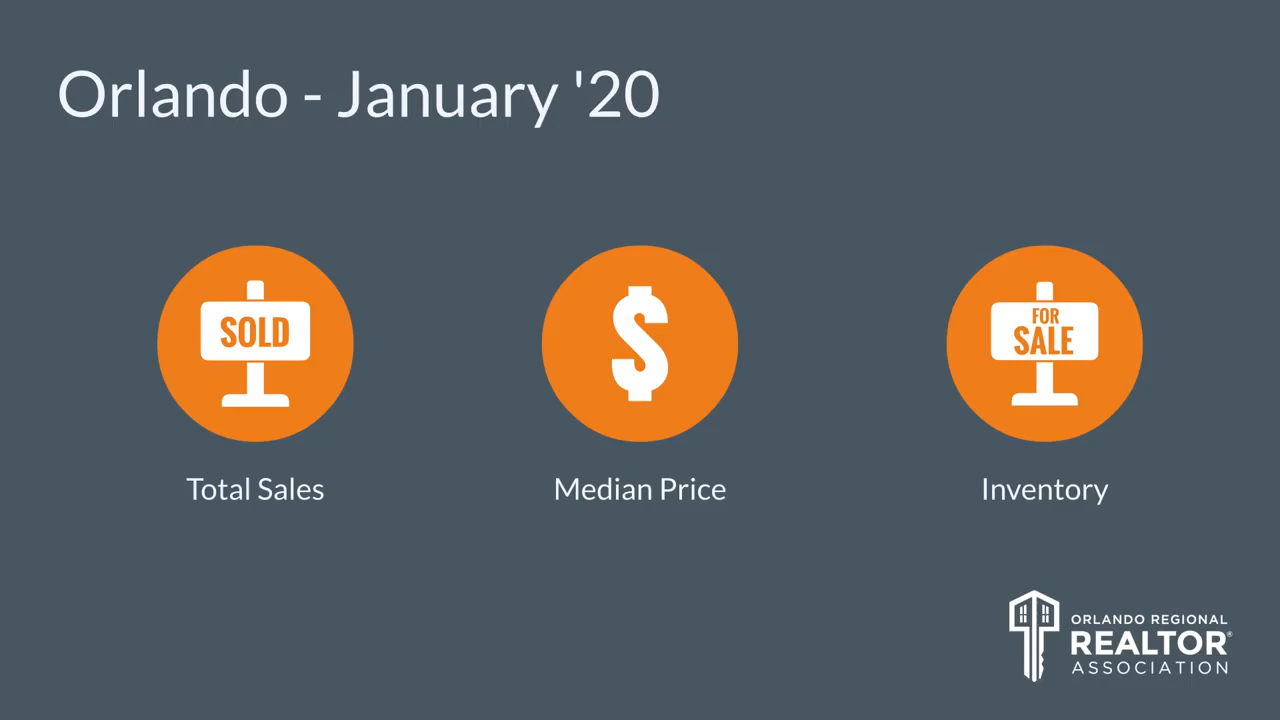 Orlando - January '20
SOLD
$
FOR
SALE
Total Sales
Median Price
Inventory
ORLANDO REGIONAL
REALTOR®
ASSOCIATION